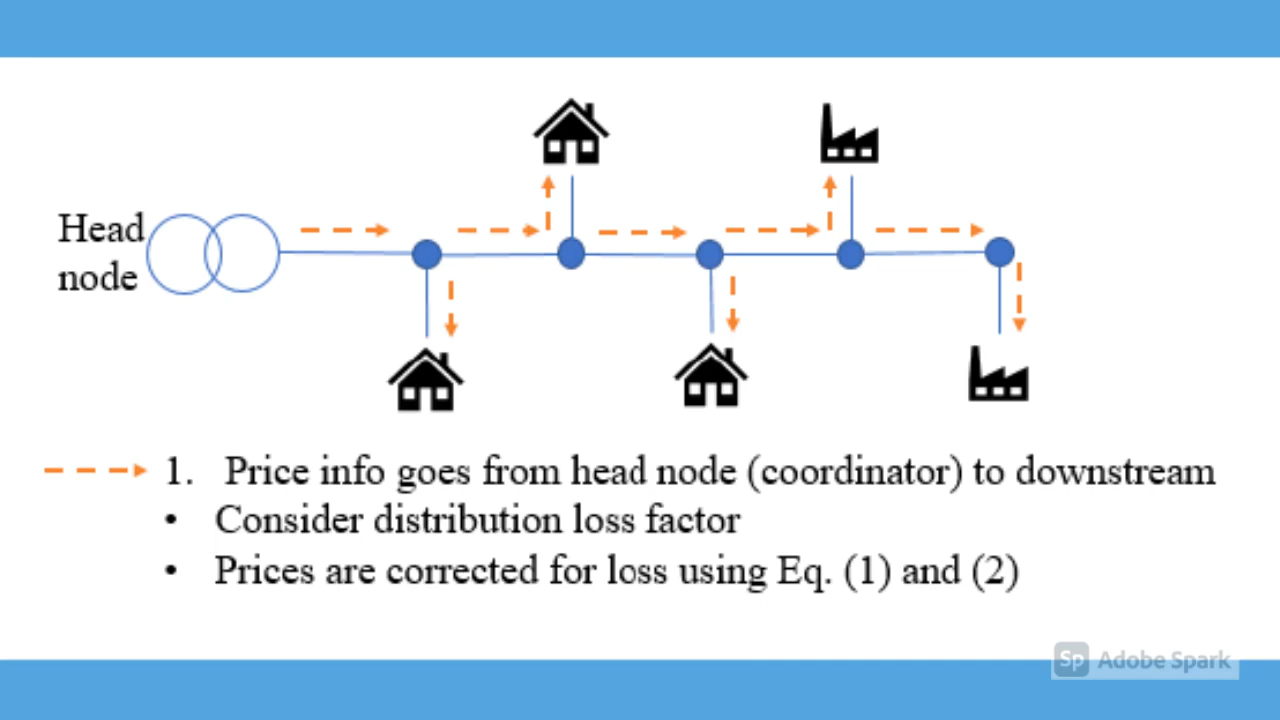 Head
node
1. Price info goes from head node (coordinator) to downstream
• Consider distribution loss factor
• Prices are corrected for loss using Eq. (1) and (2)
Sp Adobe Spark